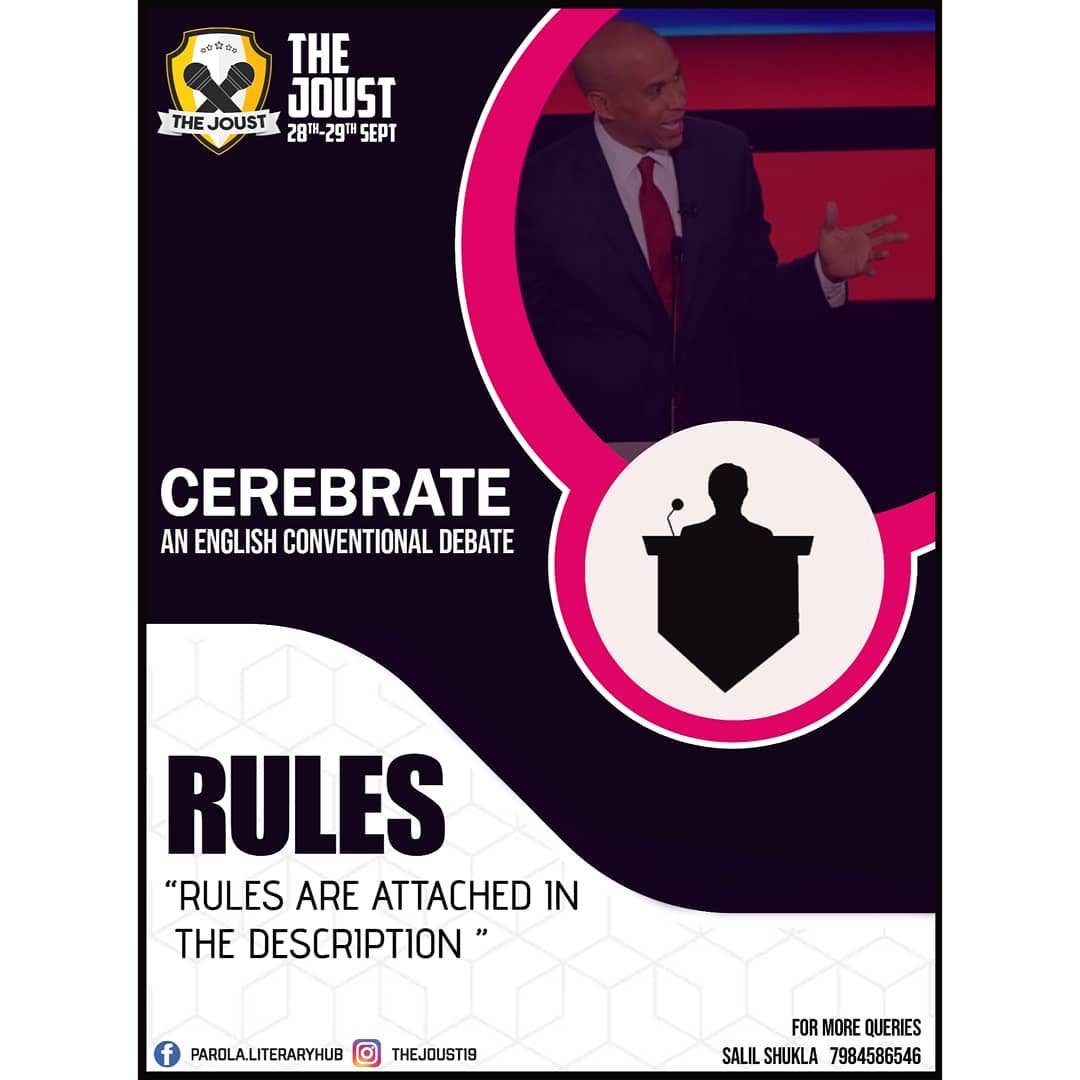 THE JOUST
THE
JOUST
28TH-29TH SEPT
CEREBRATE
AN ENGLISH CONVENTIONAL DEBATE
RULES
“RULES ARE ATTACHED IN
THE DESCRIPTION ”
FOR MORE QUERIES
PAROLA.LITERARYHUB THEJOUST19
SALIL SHUKLA 7984586546